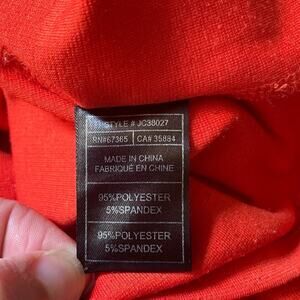 STYLE # JC38027
RN#67365 CA# 35884
MADE IN CHINA
FABRIQUÉ EN CHINE
95%POLYESTER
5%SPANDEX
95%POLYESTER
5%SPANDEX